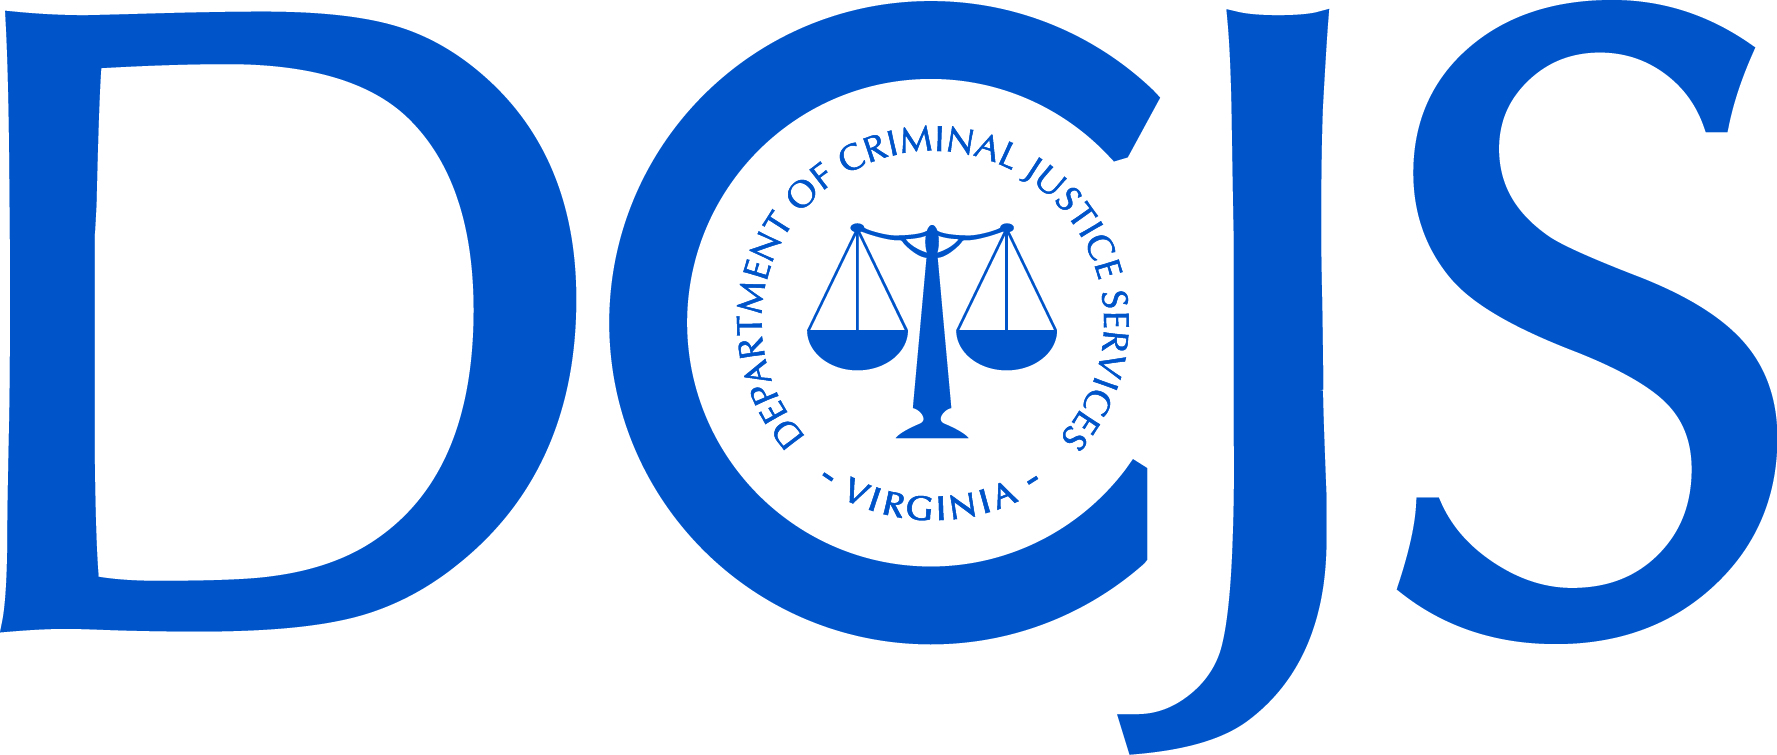 DCJS
DEPARTMENT OF CRIMINAL JUSTICE SERVICES
- VIRGINIA -